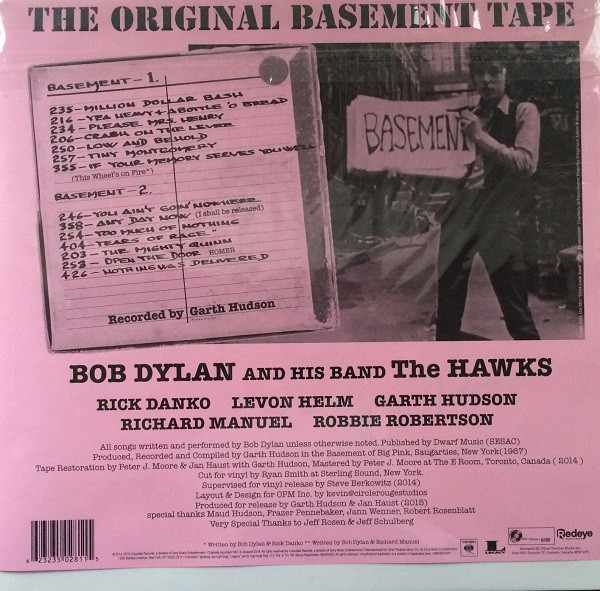 THE ORIGINAL BASEMENT TAPE
BASEMENT - 1.
235 - MILLION DOLLAR BASH
216 - YEA HEAVY & A BOTTLE 'O BREAD
234 - PLEASE MRS. HENRY
206 - CRASH ON THE LEVEE
250 - LOW AND BEHOLD
257 - TINY MONTGOMERY
355 - IF YOUR MEMORY SERVES YOU WELL
(This Wheel's on Fire*)
BASEMENT - 2.
246 - YOU AIN'T GOIN' NOWHERE
358 - ANY DAY NOW (I shall be released)
254 - TOO MUCH OF NOTHING
404 - TEARS OF RAGE **
203 - THE MIGHTY QUINN
253 - OPEN THE DOOR HOMER
426 - NOTHING WAS DELIVERED
Recorded by Garth Hudson
BASEMENT
BOB DYLAN AND HIS BAND The HAWKS
RICK DANKO LEVON HELM GARTH HUDSON
RICHARD MANUEL ROBBIE ROBERTSON
All songs written and performed by Bob Dylan unless otherwise noted. Published by Dwarf Music (SESAC)
Produced, Recorded and Compiled by Garth Hudson in the Basement of Big Pink, Saugarties, New York(1967)
Tape Restoration by Peter J. Moore & Jan Haust with Garth Hudson, Mastered by Peter J. Moore at The E Room, Toronto, Canada ( 2014 )
Cut for vinyl by Ryan Smith at Sterling Sound, New York.
Supervised for vinyl release by Steve Berkowitz (2014)
Layout & Design for OPM Inc. by kevin@circlerougestudios
Produced for release by Garth Hudson & Jan Haust (2015)
special thanks Maud Hudson, Frazer Pennebaker, Jann Wenner, Robert Rosenblatt
Very Special Thanks to Jeff Rosen & Jeff Schulberg
* Written by Bob Dylan & Rick Danko ** Written by Bob Dylan & Richard Manuel
6 23235 02811 5
LEGACY
Redeye